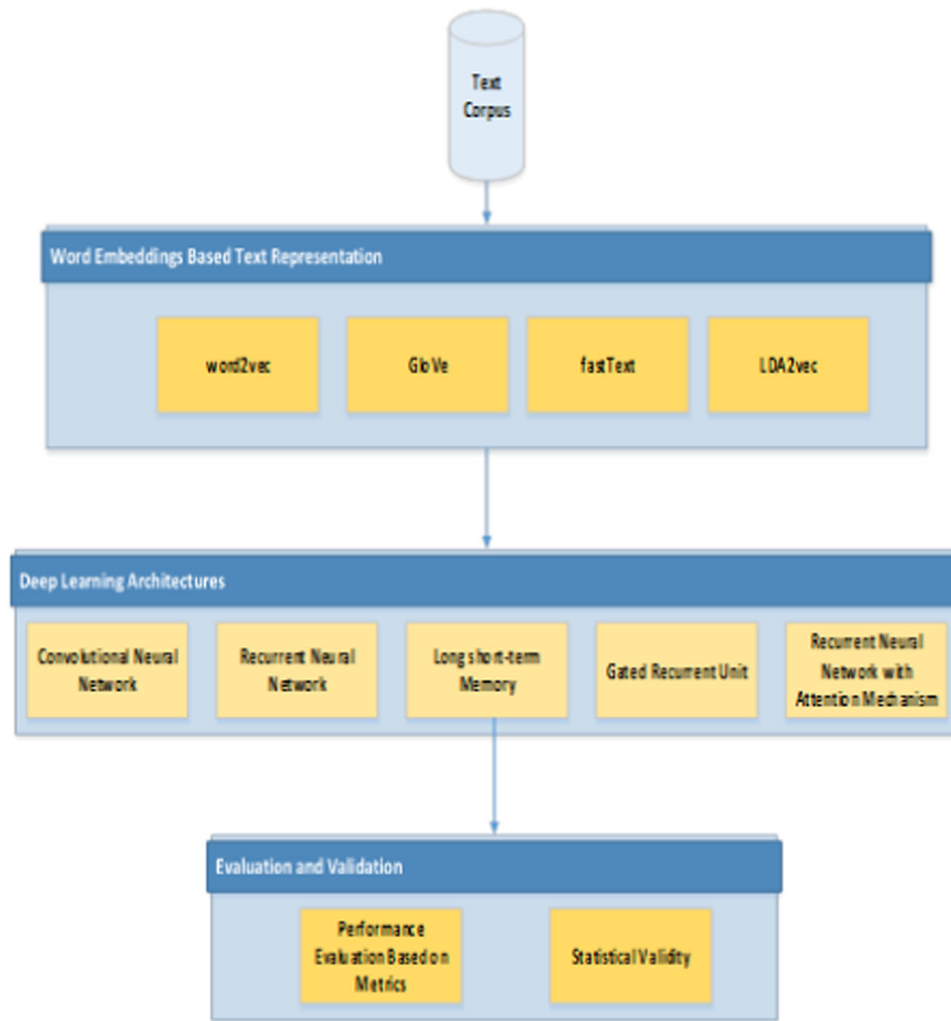 Text
Corpus
Word Embeddings Based Text Representation
word2vec
GloVe
fastText
LDA2vec
Deep Learning Architectures
Convolutional Neural
Network
Recurrent Neural
Network
Long short-term
Memory
Gated Recurrent Unit
Recurrent Neural
Network with
Attention Mechanism
Evaluation and Validation
Performance
Evaluation Based on
Metrics
Statistical Validity